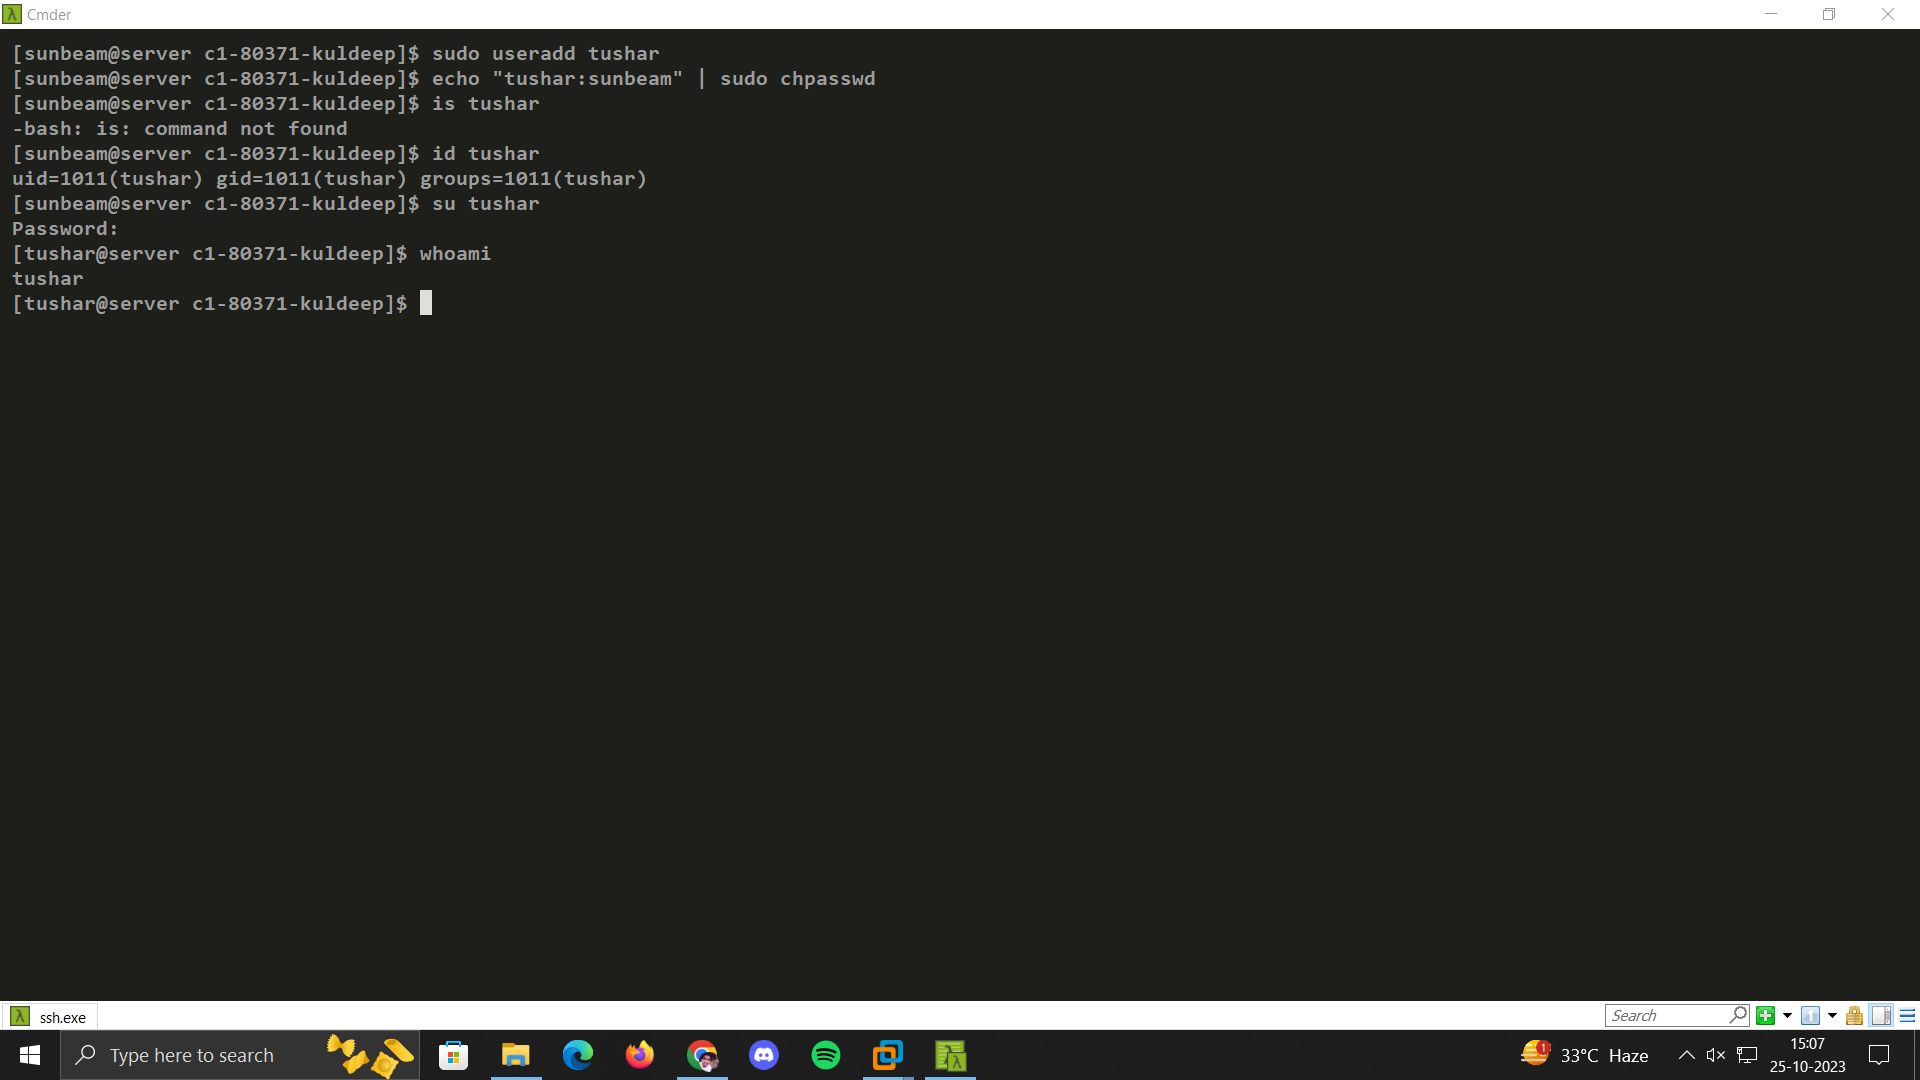 Cmder
[sunbeam@server c1-80371-kuldeep]$ sudo useradd tushar
[sunbeam@server c1-80371-kuldeep]$ echo "tushar:sunbeam" | sudo chpasswd
[sunbeam@server c1-80371-kuldeep]$ is tushar
-bash: is: command not found
[sunbeam@server c1-80371-kuldeep]$ id tushar
uid=1011(tushar) gid=1011(tushar) groups=1011(tushar)
[sunbeam@server c1-80371-kuldeep]$ su tushar
Password:
[tushar@server c1-80371-kuldeep]$ whoami
tushar
[tushar@server c1-80371-kuldeep]$
ssh.exe
Search
Type here to search
1
33°C Haze
15:07
25-10-2023